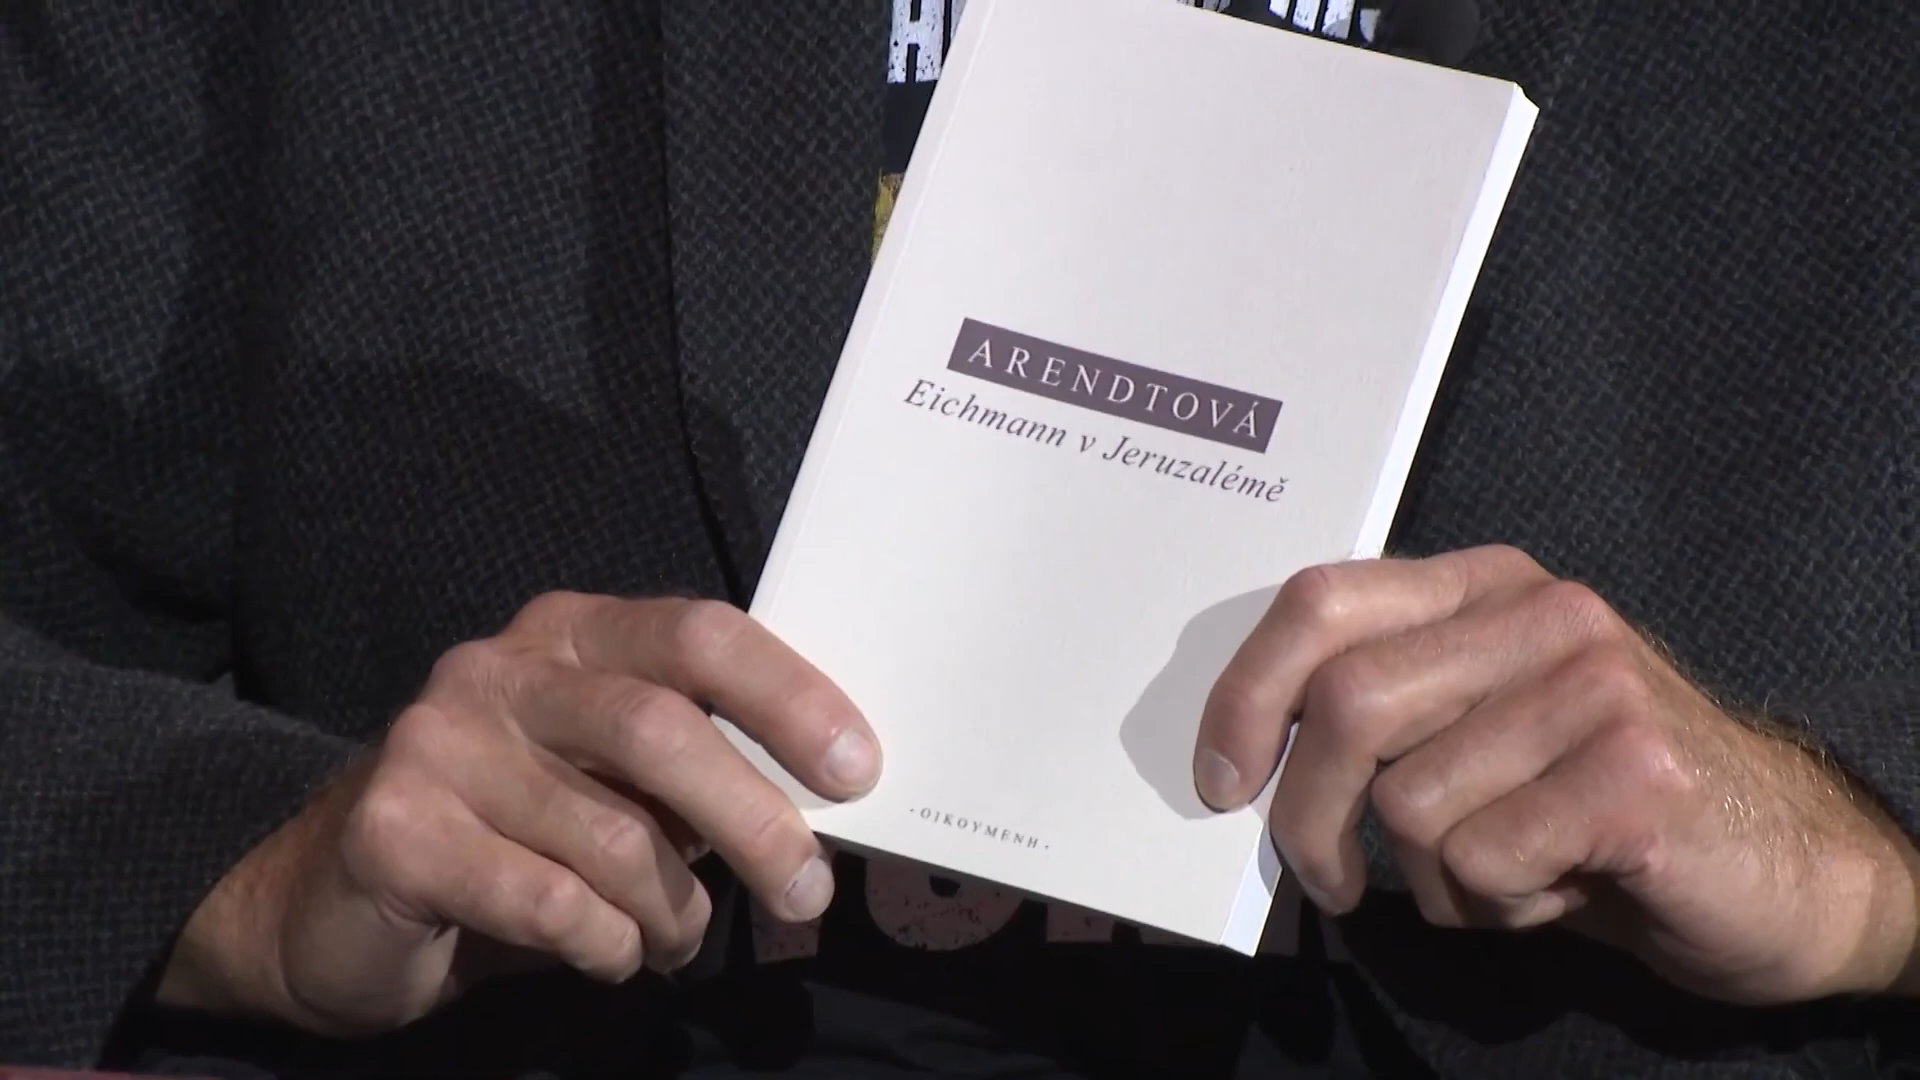 ARENDTOVÁ
Eichmann v Jeruzalémě
· OIKOYMENH ·